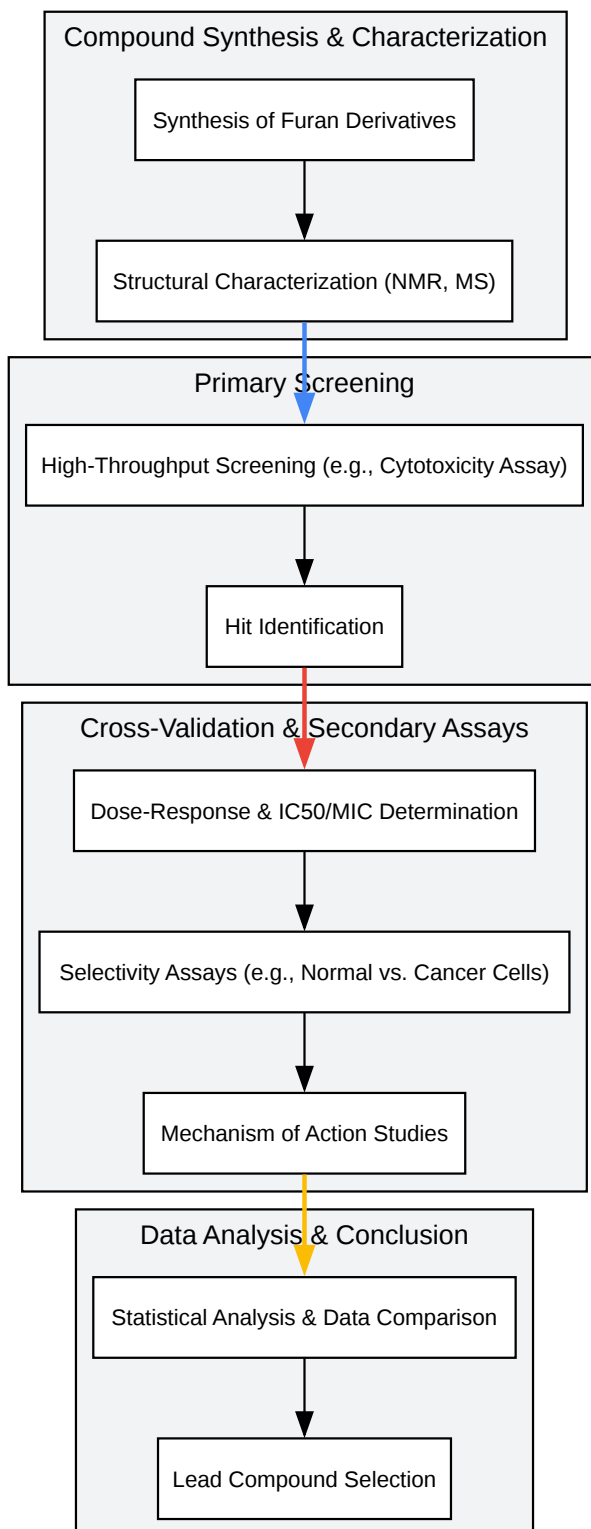 Compound Synthesis & Characterization
Synthesis of Furan Derivatives
Structural Characterization (NMR, MS)
Primary Screening
High-Throughput Screening (e.g., Cytotoxicity Assay)
Hit Identification
Cross-Validation & Secondary Assays
Dose-Response & IC50/MIC Determination
Selectivity Assays (e.g., Normal vs. Cancer Cells)
Mechanism of Action Studies
Data Analysis & Conclusion
Statistical Analysis & Data Comparison
Lead Compound Selection